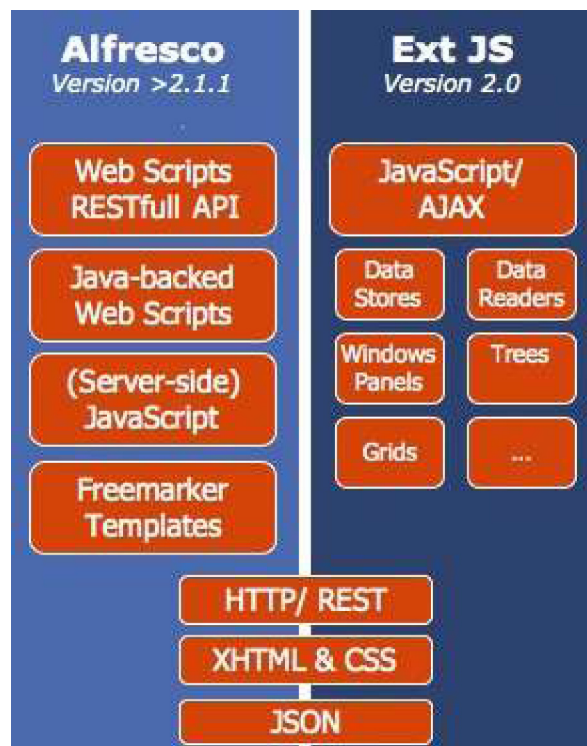 Alfresco
Version >2.1.1
Web Scripts
RESTfull API
Java-backed
Web Scripts
(Server-side)
JavaScript
Freemarker
Templates
Ext JS
Version 2.0
JavaScript/
AJAX
Data
Stores
Data
Readers
Windows
Panels
Trees
Grids
...
HTTP/ REST
XHTML & CSS
JSON